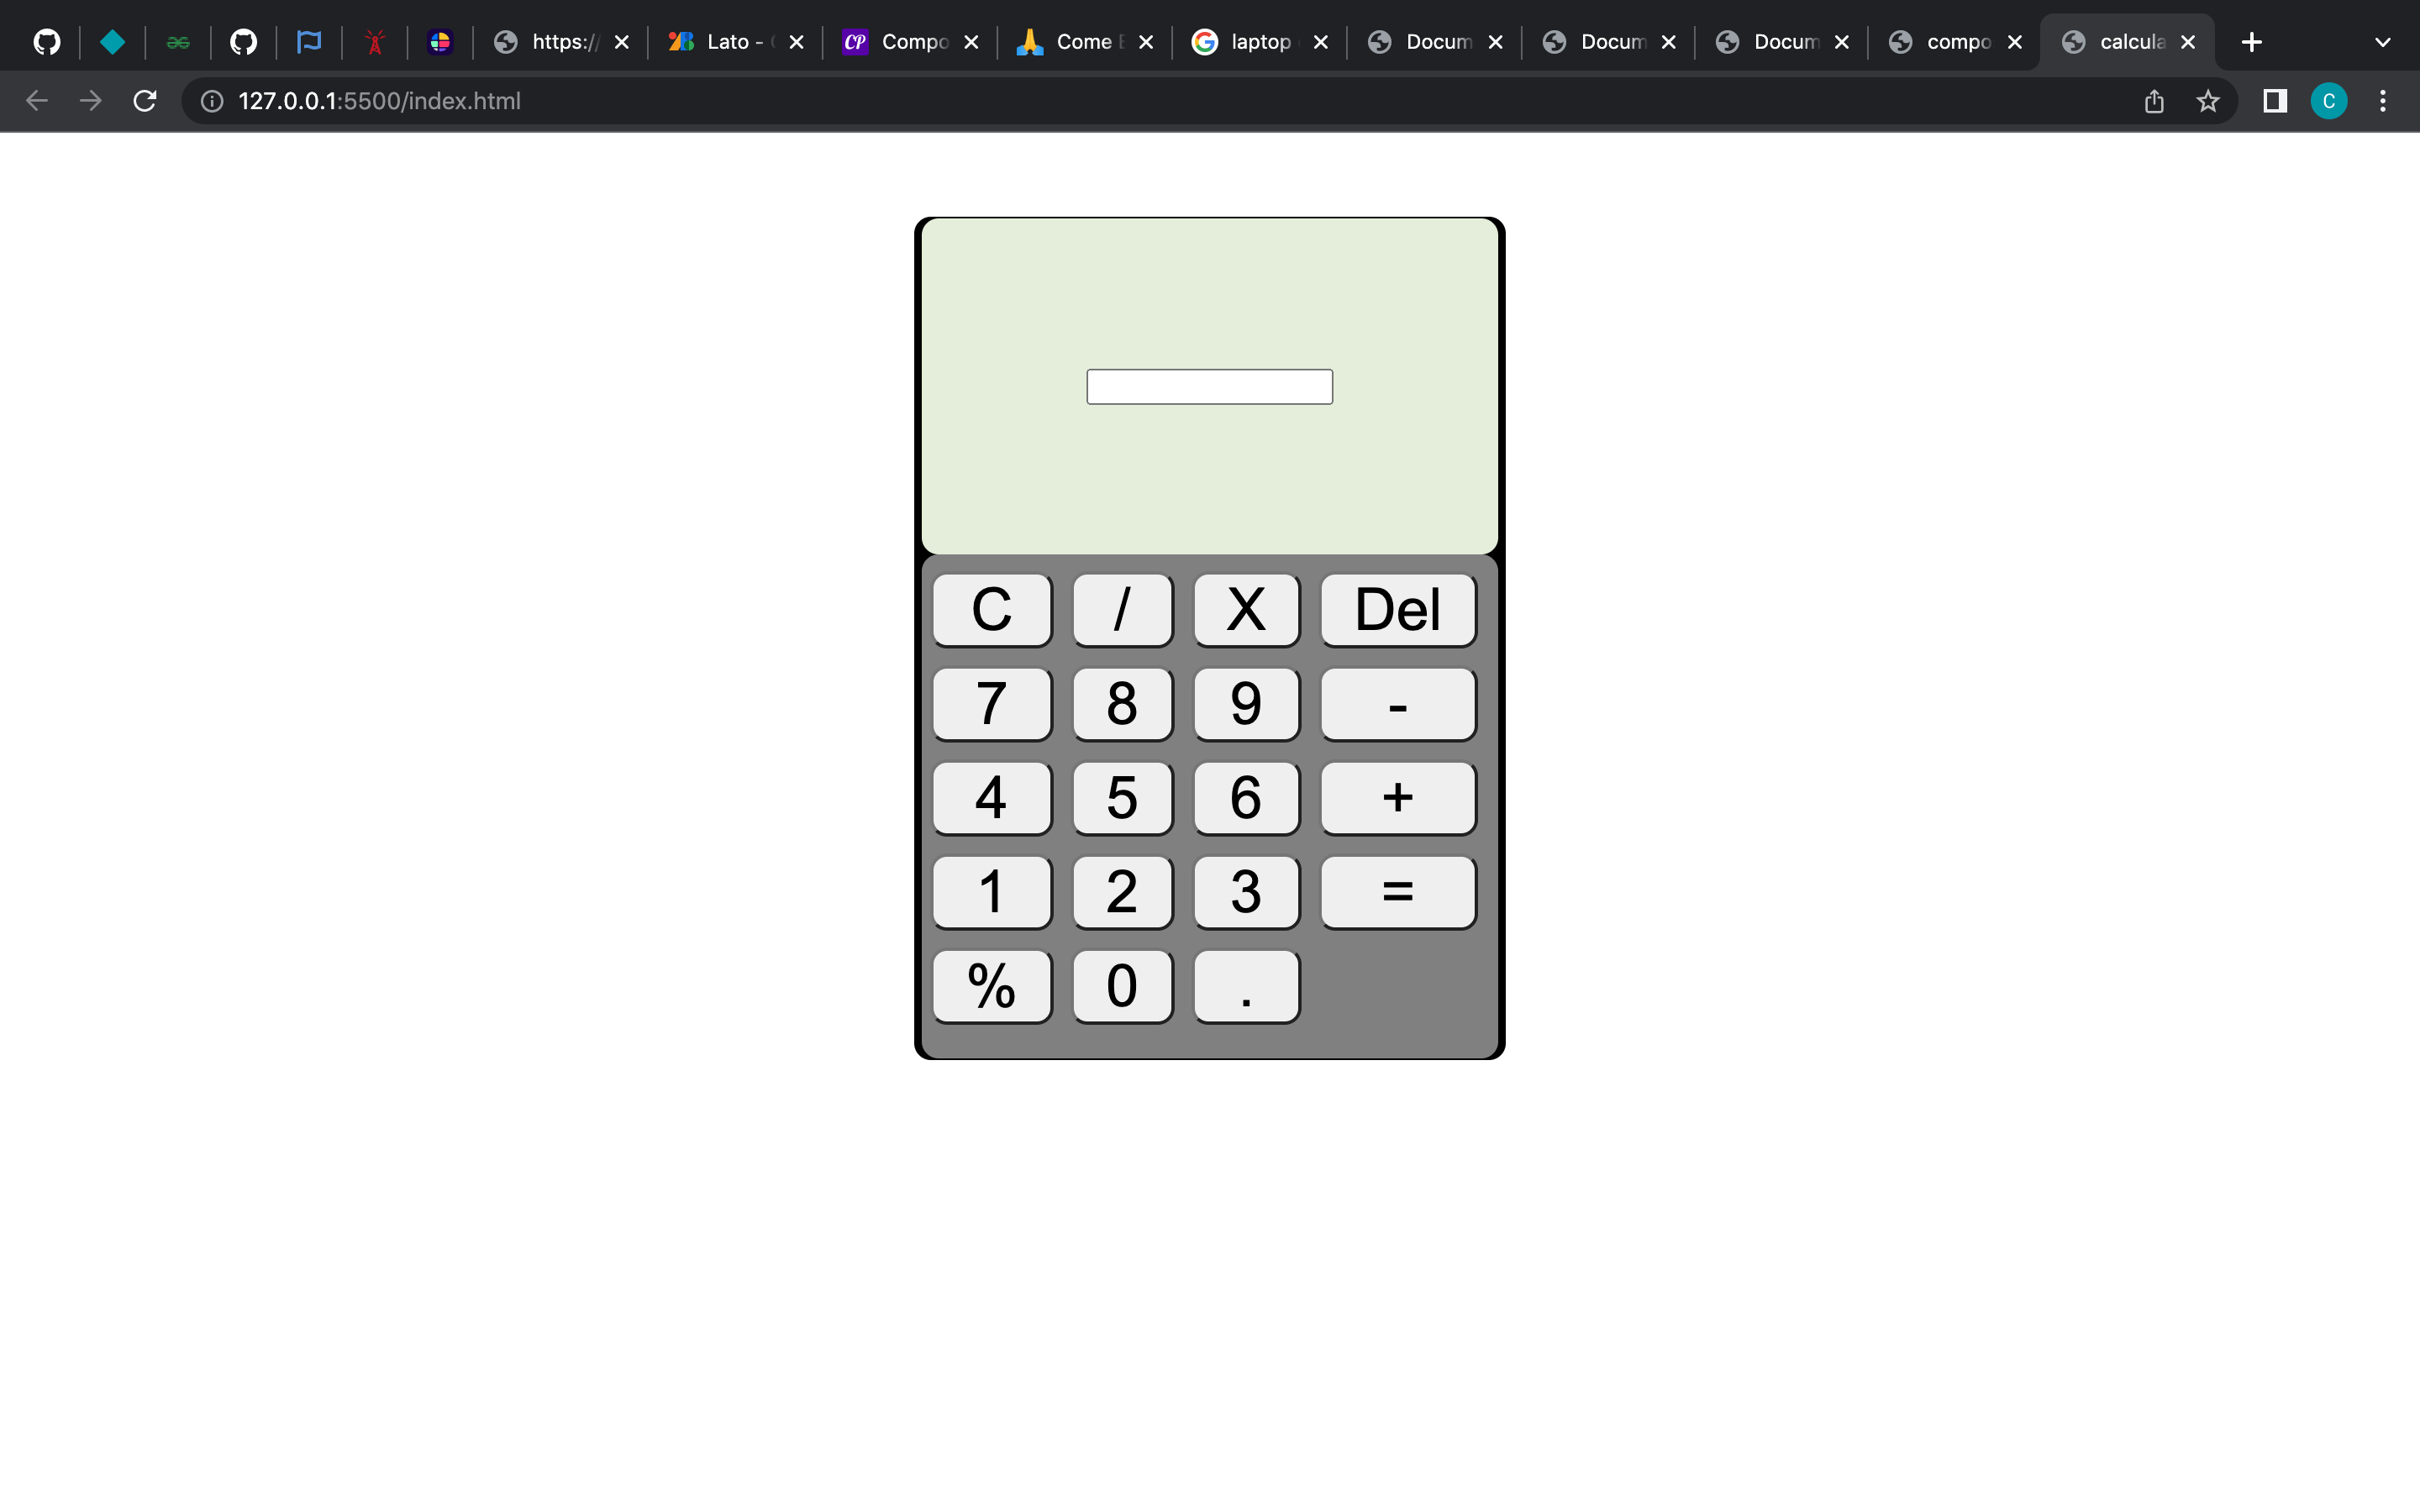 https:// Lato - Compo Come laptop Docum Docum Docum compo calcula
127.0.0.1:5500/index.html C
C / X Del
7 8 9 -
4 5 6 +
1 2 3 =
% 0 .